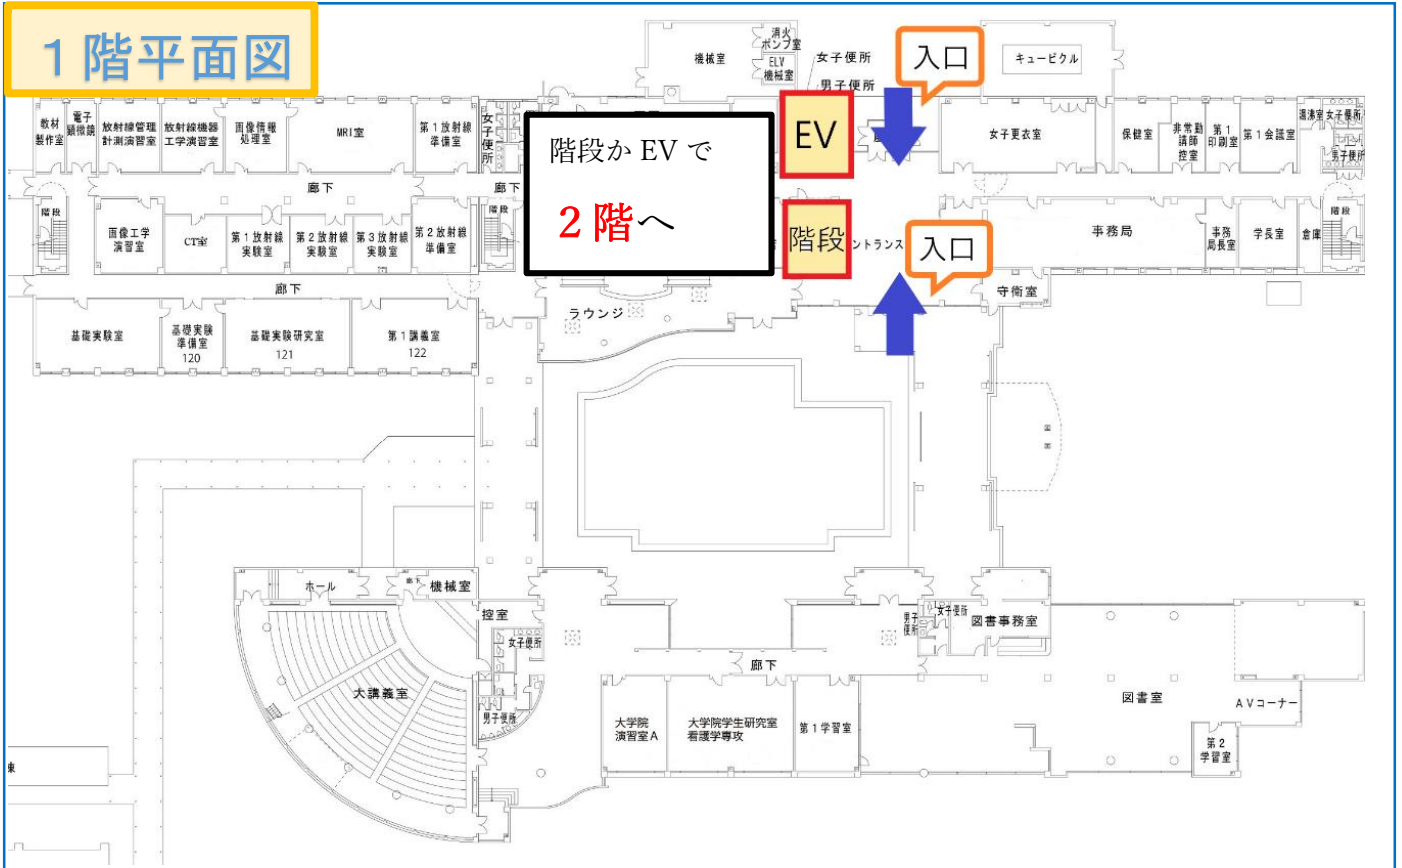 １階平面図
機械室
消火
ポンプ室
ELV
機械室
女子便所
男子便所
入口
キュービクル
教材
製作室
電子
顕微鏡
放射線管理
計測演習室
放射線機器
工学演習室
画像情報
処理室
MRI室
第１放射線
準備室
女子便所
階段か EV で
２階へ
EV
女子更衣室
保健室
非常勤
講師
控室
第１
印刷室
第１会議室
湯沸室
女子便所
男子便所
廊下
廊下
階段
画像工学
演習室
CT室
第１放射線
実験室
第２放射線
実験室
第３放射線
実験室
第２放射線
準備室
階段
階段
ントランス
入口
事務局
事務
局長室
学長室
倉庫
階段
廊下
守衛室
ラウンジ
基礎実験室
基礎実験
準備室
120
基礎実験研究室
121
第１講義室
122
ホール
廊下
機械室
控室
女子便所
男子便所
大講義室
男子
便所
女子便所
図書事務室
廊下
大学院
演習室A
大学院学生研究室
看護学専攻
第１学習室
図書室
AVコーナー
第２
学習室
棟